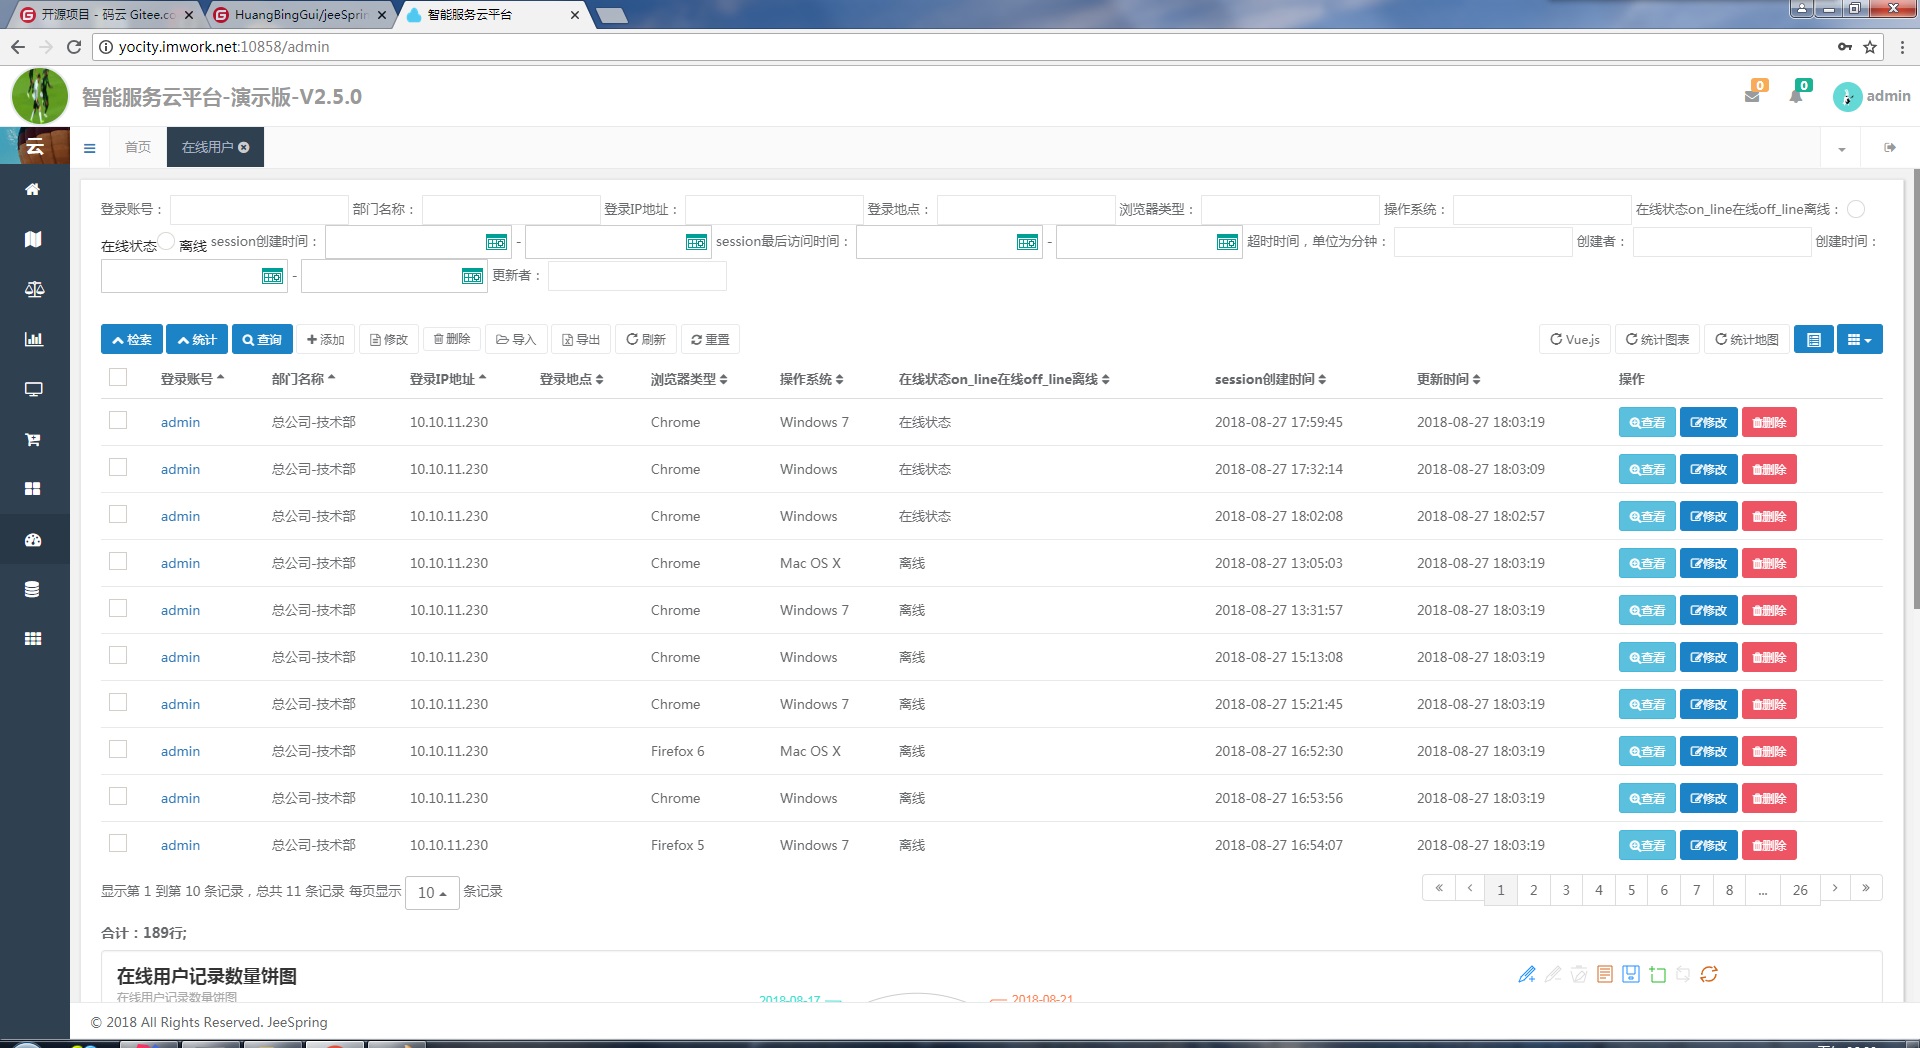 开源项目 - 码云 Gitee.co
HuangBingGui/jeeSprin
智能服务云平台
yocity.imwork.net:10858/admin
智能服务云平台-演示版-V2.5.0
0
0
admin
云
首页
在线用户
登录账号： 部门名称： 登录IP地址： 登录地点： 浏览器类型： 操作系统： 在线状态on_line在线off_line离线：
在线状态 离线 session创建时间： - session最后访问时间： - 超时时间，单位为分钟： 创建者： 创建时间：
- 更新者：
检索 统计 查询 添加 修改 删除 导入 导出 刷新 重置 Vue.js 统计图表 统计地图
登录账号 部门名称 登录IP地址 登录地点 浏览器类型 操作系统 在线状态on_line在线off_line离线 session创建时间 更新时间 操作
admin 总公司-技术部 10.10.11.230 Chrome Windows 7 在线状态 2018-08-27 17:59:45 2018-08-27 18:03:19 查看 修改 删除
admin 总公司-技术部 10.10.11.230 Chrome Windows 在线状态 2018-08-27 17:32:14 2018-08-27 18:03:09 查看 修改 删除
admin 总公司-技术部 10.10.11.230 Chrome Windows 在线状态 2018-08-27 18:02:08 2018-08-27 18:02:57 查看 修改 删除
admin 总公司-技术部 10.10.11.230 Chrome Mac OS X 离线 2018-08-27 13:05:03 2018-08-27 18:03:19 查看 修改 删除
admin 总公司-技术部 10.10.11.230 Chrome Windows 7 离线 2018-08-27 13:31:57 2018-08-27 18:03:19 查看 修改 删除
admin 总公司-技术部 10.10.11.230 Chrome Windows 离线 2018-08-27 15:13:08 2018-08-27 18:03:19 查看 修改 删除
admin 总公司-技术部 10.10.11.230 Chrome Windows 7 离线 2018-08-27 15:21:45 2018-08-27 18:03:19 查看 修改 删除
admin 总公司-技术部 10.10.11.230 Firefox 6 Mac OS X 离线 2018-08-27 16:52:30 2018-08-27 18:03:19 查看 修改 删除
admin 总公司-技术部 10.10.11.230 Chrome Windows 离线 2018-08-27 16:53:56 2018-08-27 18:03:19 查看 修改 删除
admin 总公司-技术部 10.10.11.230 Firefox 5 Windows 7 离线 2018-08-27 16:54:07 2018-08-27 18:03:19 查看 修改 删除
显示第 1 到第 10 条记录，总共 11 条记录 每页显示 10 条记录 « ‹ 1 2 3 4 5 6 7 8 ... 26 › »
合计：189行;
在线用户记录数量饼图
在线用户记录数量饼图
2018-08-17 2018-08-21
© 2018 All Rights Reserved. JeeSpring